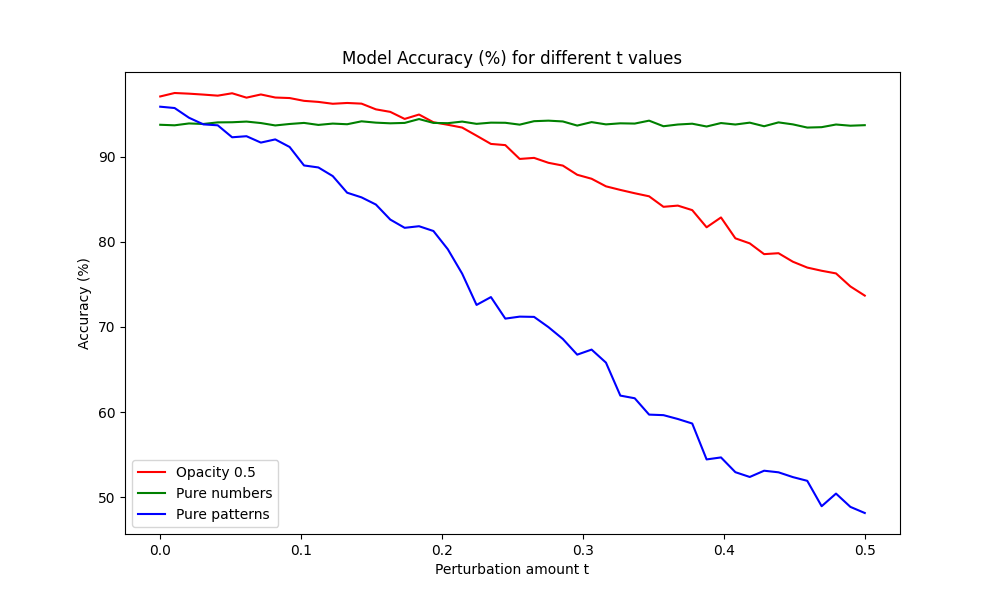 Model Accuracy (%) for different t values
Accuracy (%)
90
80
70
60
50
Opacity 0.5
Pure numbers
Pure patterns
0.0 0.1 0.2 0.3 0.4 0.5
Perturbation amount t